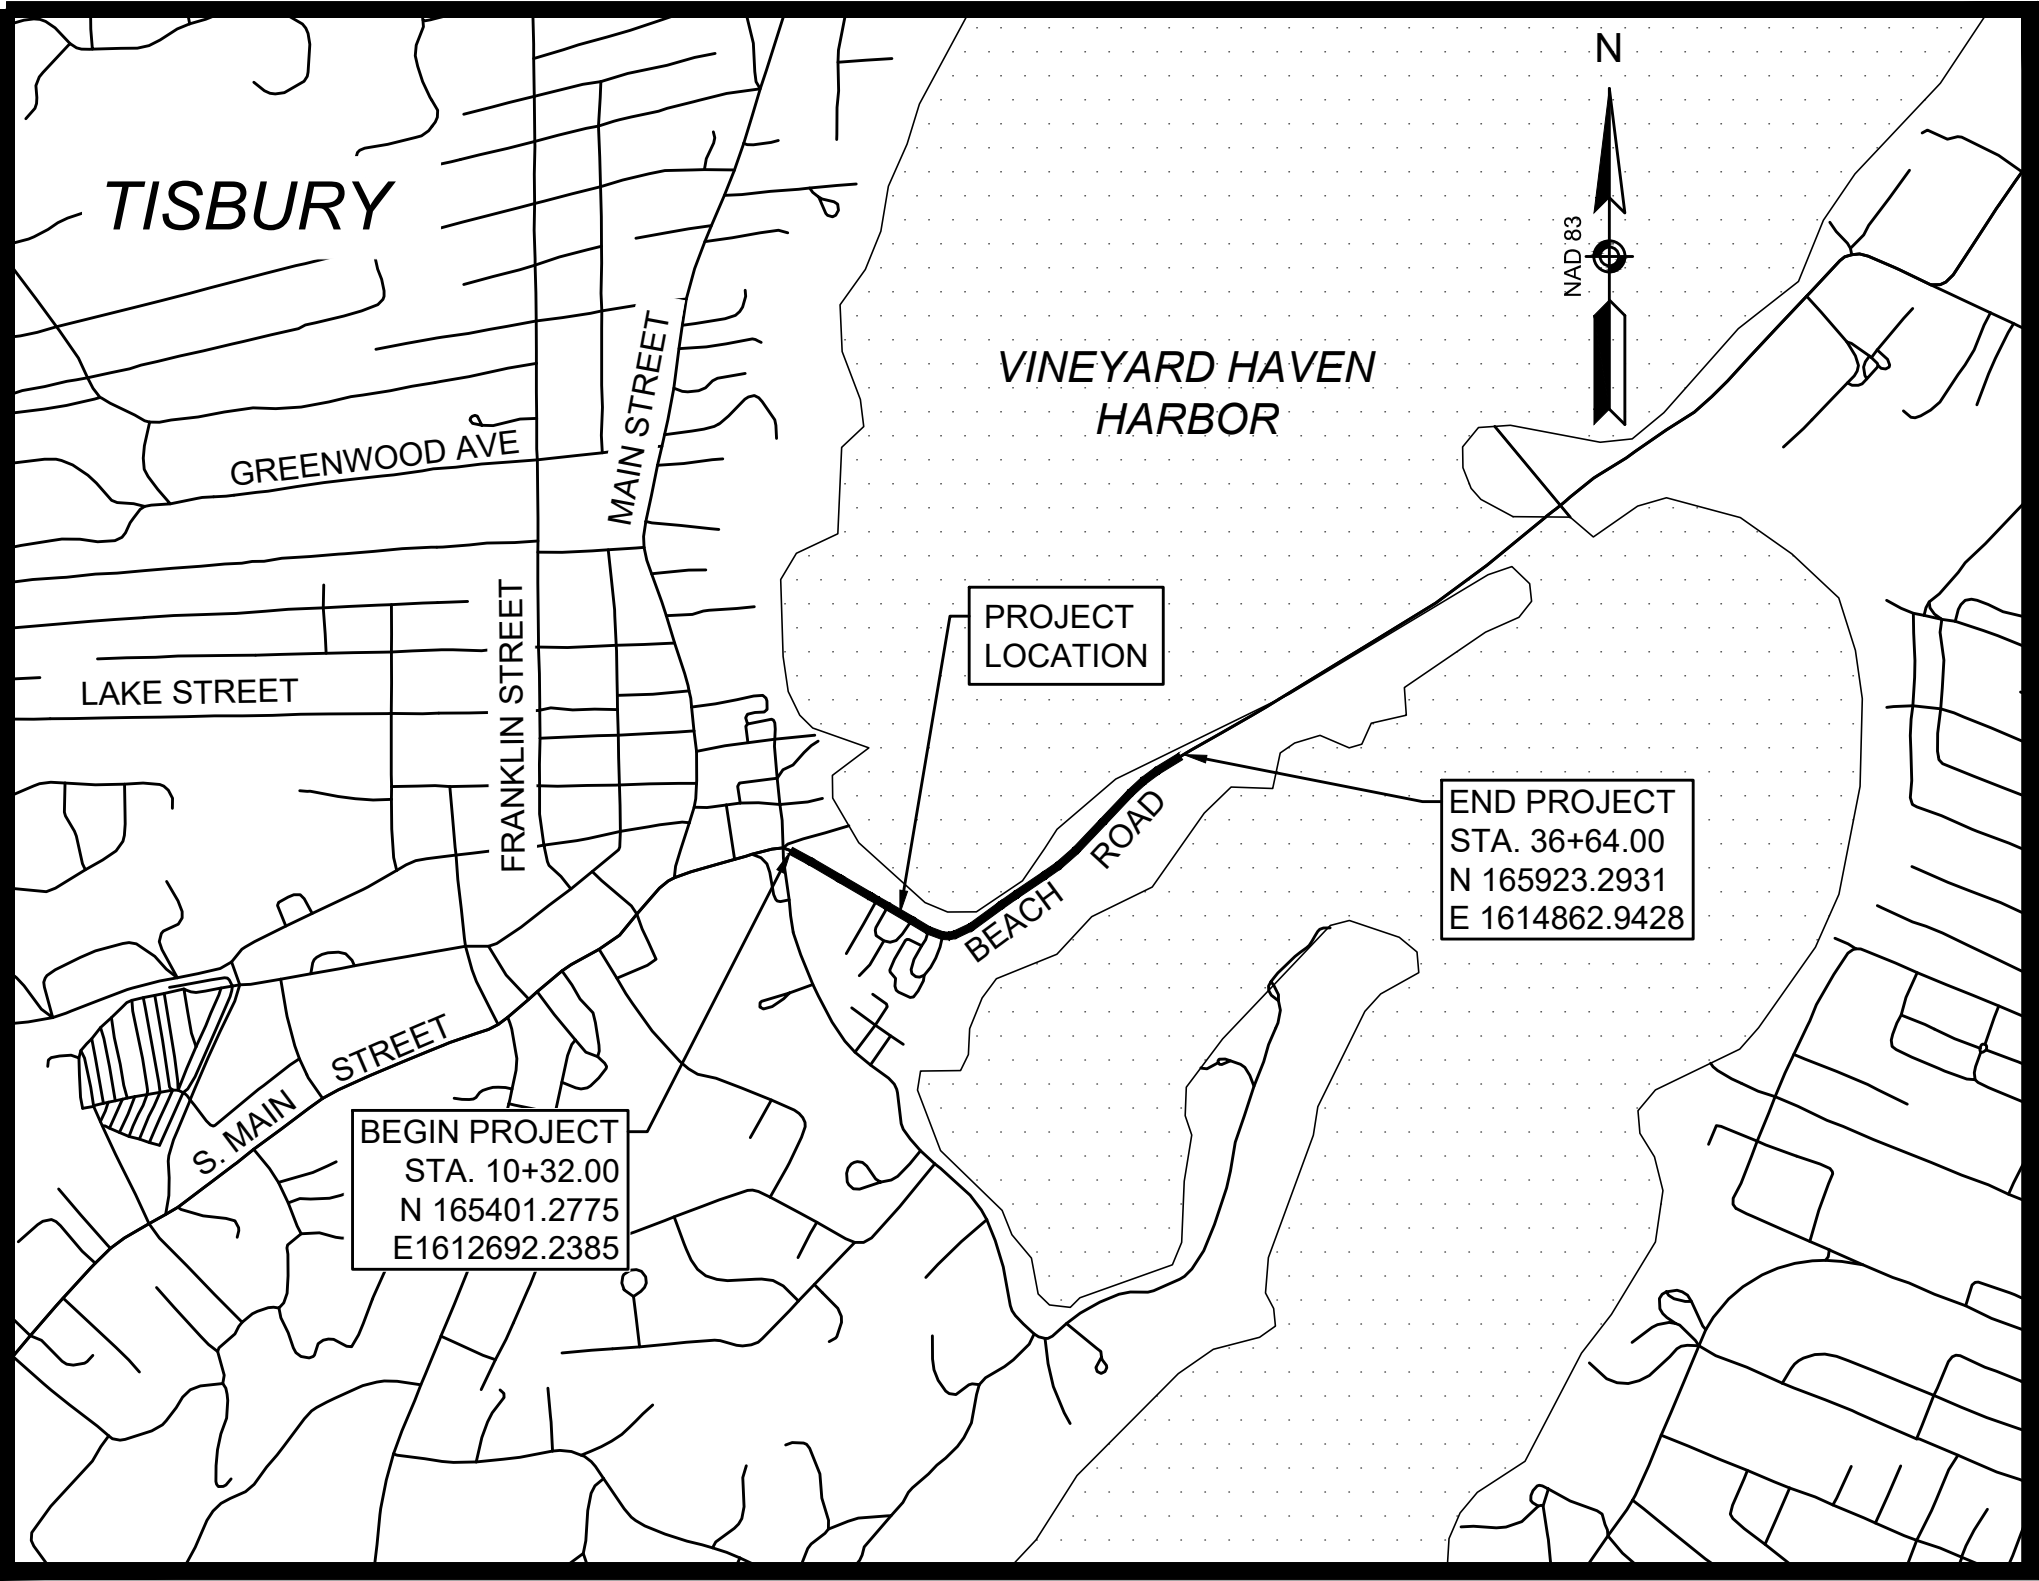 N
NAD 83
TISBURY
VINEYARD HAVEN
HARBOR
MAIN STREET
GREENWOOD AVE
FRANKLIN STREET
LAKE STREET
PROJECT
LOCATION
BEACH ROAD
END PROJECT
STA. 36+64.00
N 165923.2931
E 1614862.9428
S. MAIN STREET
BEGIN PROJECT
STA. 10+32.00
N 165401.2775
E1612692.2385